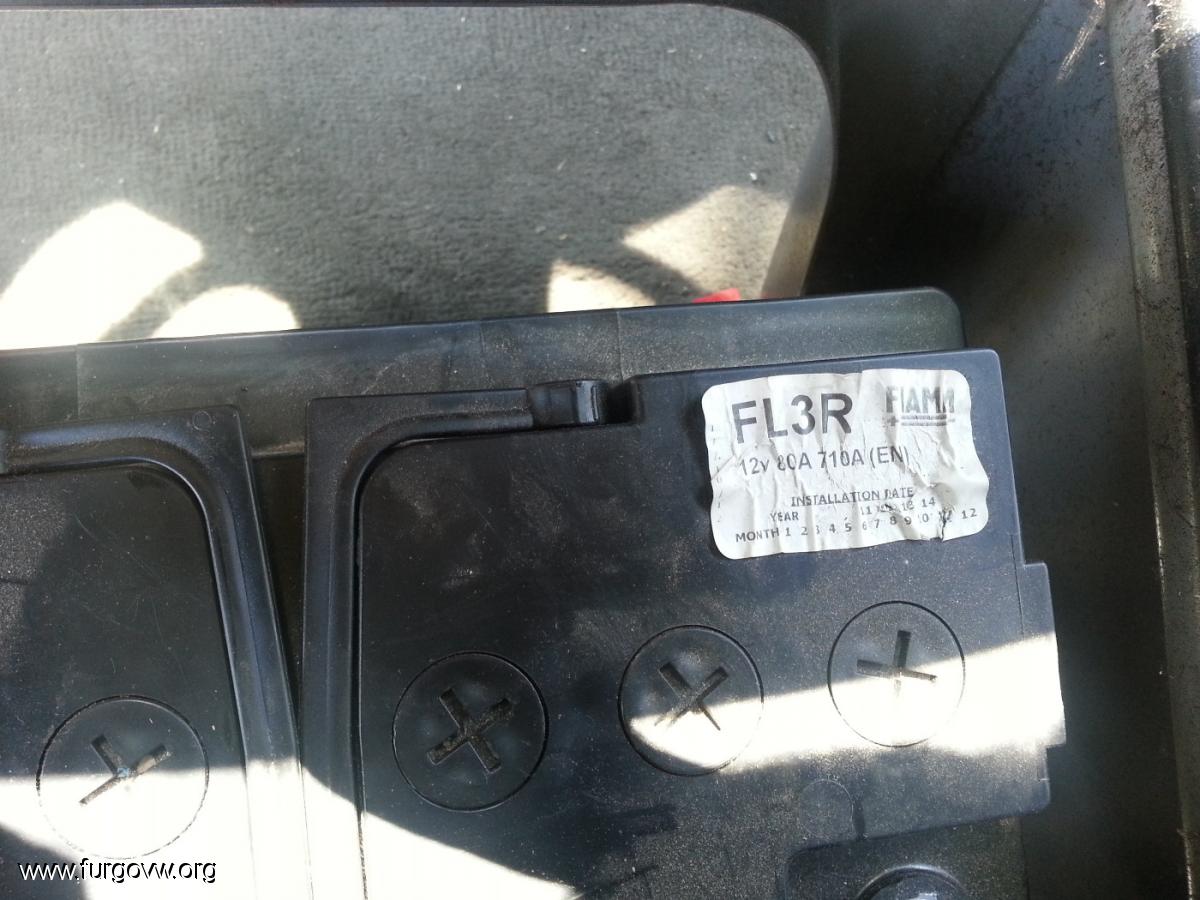 FL3R
FIAMM
12v 80A 710A (EN)
INSTALLATION DATE
YEAR 11 12 13 14
MONTH 1 2 3 4 5 6 7 8 9 10 11 12
www.furgovw.org